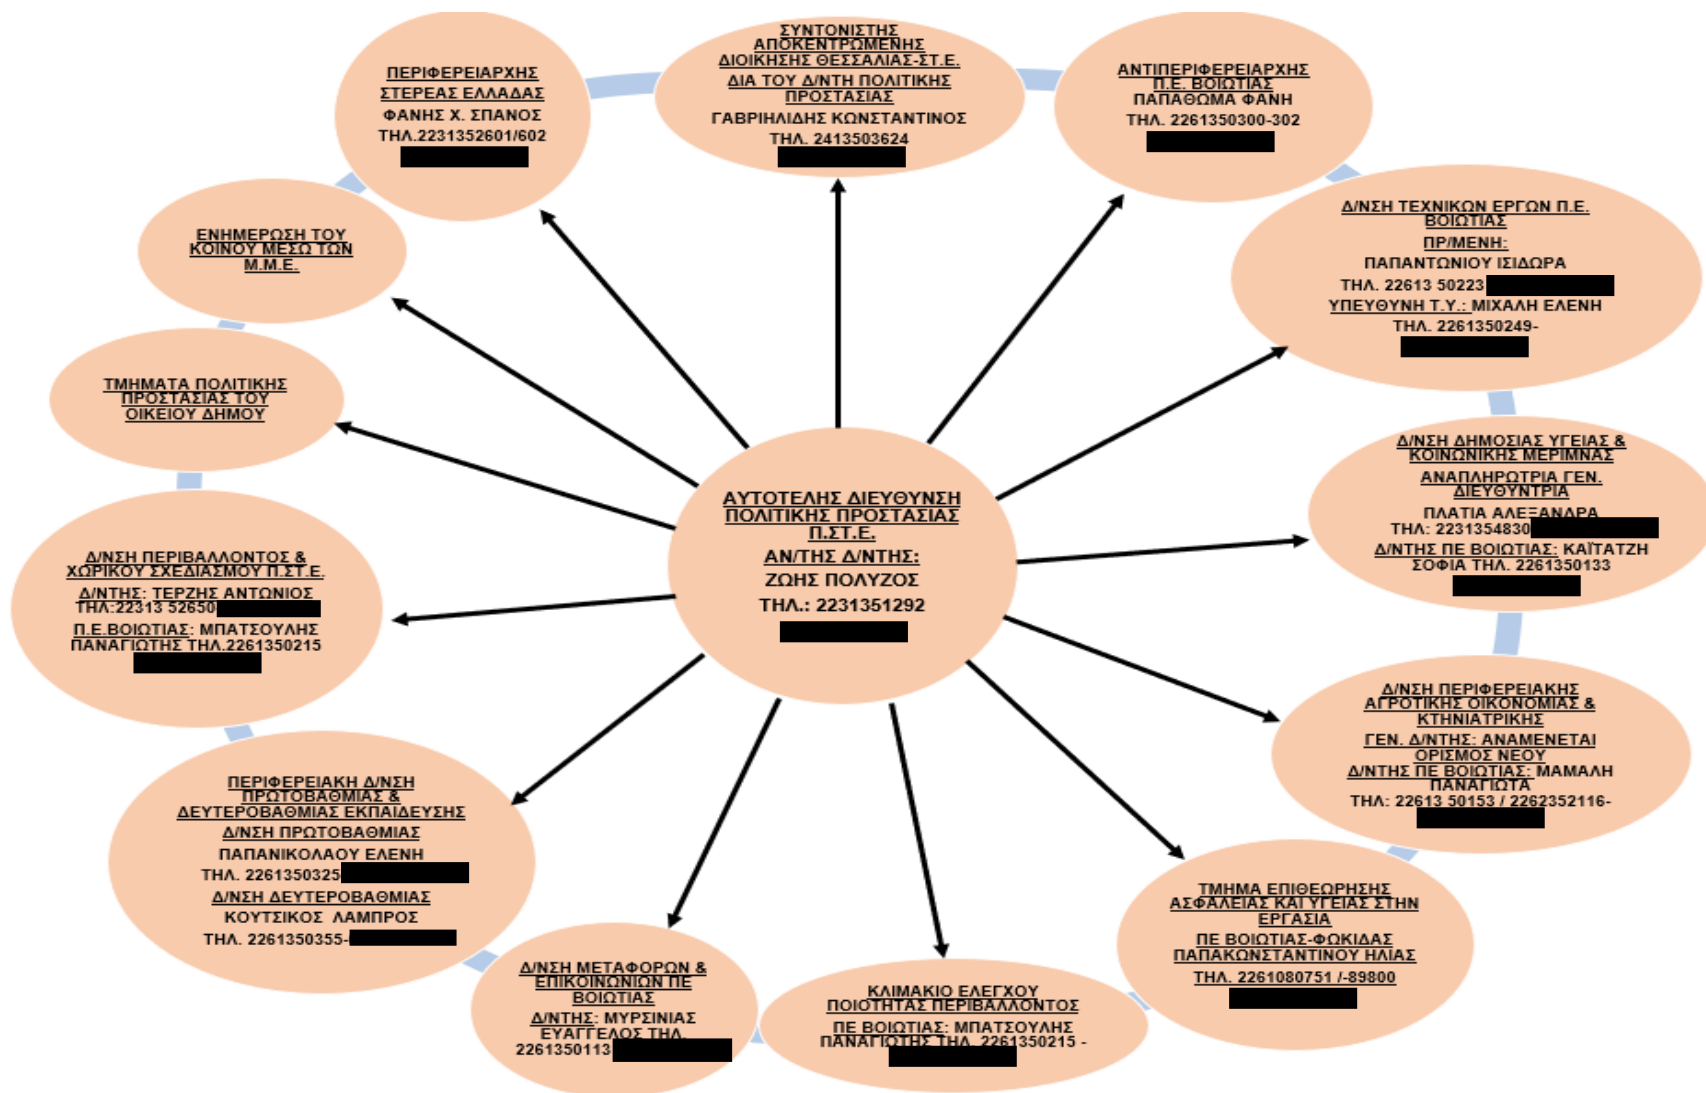 ΣΥΝΤΟΝΙΣΤΗΣ
ΑΠΟΚΕΝΤΡΩΜΕΝΗΣ
ΔΙΟΙΚΗΣΗΣ ΘΕΣΣΑΛΙΑΣ-ΣΤ.Ε.
ΔΙΑ ΤΟΥ Δ/ΝΤΗ ΠΟΛΙΤΙΚΗΣ
ΠΡΟΣΤΑΣΙΑΣ
ΓΑΒΡΙΗΛΙΔΗΣ ΚΩΝΣΤΑΝΤΙΝΟΣ
ΤΗΛ. 2413503624
ΑΝΤΙΠΕΡΙΦΕΡΕΙΑΡΧΗΣ
Π.Ε. ΒΟΙΩΤΙΑΣ
ΠΑΠΑΘΩΜΑ ΦΑΝΗ
ΤΗΛ. 2261350300-302
Δ/ΝΣΗ ΤΕΧΝΙΚΩΝ ΕΡΓΩΝ Π.Ε.
ΒΟΙΩΤΙΑΣ
ΠΡ/ΜΕΝΗ:
ΠΑΠΑΝΤΩΝΙΟΥ ΙΣΙΔΩΡΑ
ΤΗΛ. 22613 50223
ΥΠΕΥΘΥΝΗ Τ.Υ.: ΜΙΧΑΛΗ ΕΛΕΝΗ
ΤΗΛ. 2261350249-
Δ/ΝΣΗ ΔΗΜΟΣΙΑΣ ΥΓΕΙΑΣ &
ΚΟΙΝΩΝΙΚΗΣ ΜΕΡΙΜΝΑΣ
ΑΝΑΠΛΗΡΩΤΡΙΑ ΓΕΝ.
ΔΙΕΥΘΥΝΤΡΙΑ
ΠΛΑΤΙΑ ΑΛΕΞΑΝΔΡΑ
ΤΗΛ: 2231354830
Δ/ΝΤΗΣ ΠΕ ΒΟΙΩΤΙΑΣ: ΚΑΪΤΑΤΖΗ
ΣΟΦΙΑ ΤΗΛ. 2261350133
Δ/ΝΣΗ ΠΕΡΙΦΕΡΕΙΑΚΗΣ
ΑΓΡΟΤΙΚΗΣ ΟΙΚΟΝΟΜΙΑΣ &
ΚΤΗΝΙΑΤΡΙΚΗΣ
ΓΕΝ. Δ/ΝΤΗΣ: ΑΝΑΜΕΝΕΤΑΙ
ΟΡΙΣΜΟΣ ΝΕΟΥ
Δ/ΝΤΗΣ ΠΕ ΒΟΙΩΤΙΑΣ: ΜΑΜΑΛΗ
ΠΑΝΑΓΙΩΤΑ
ΤΗΛ: 22613 50153 / 2262352116-
ΤΜΗΜΑ ΕΠΙΘΕΩΡΗΣΗΣ
ΑΣΦΑΛΕΙΑΣ ΚΑΙ ΥΓΕΙΑΣ ΣΤΗΝ
ΕΡΓΑΣΙΑ
ΠΕ ΒΟΙΩΤΙΑΣ-ΦΩΚΙΔΑΣ
ΠΑΠΑΚΩΝΣΤΑΝΤΙΝΟΥ ΗΛΙΑΣ
ΤΗΛ. 2261080751 /-89800
ΚΛΙΜΑΚΙΟ ΕΛΕΓΧΟΥ
ΠΟΙΟΤΗΤΑΣ ΠΕΡΙΒΑΛΛΟΝΤΟΣ
ΠΕ ΒΟΙΩΤΙΑΣ: ΜΠΑΤΣΟΥΛΗΣ
ΠΑΝΑΓΙΩΤΗΣ ΤΗΛ. 2261350215 -
Δ/ΝΣΗ ΜΕΤΑΦΟΡΩΝ &
ΕΠΙΚΟΙΝΩΝΙΩΝ ΠΕ
ΒΟΙΩΤΙΑΣ
Δ/ΝΤΗΣ: ΜΥΡΣΙΝΙΑΣ
ΕΥΑΓΓΕΛΟΣ ΤΗΛ.
2261350113
ΠΕΡΙΦΕΡΕΙΑΚΗ Δ/ΝΣΗ
ΠΡΩΤΟΒΑΘΜΙΑΣ &
ΔΕΥΤΕΡΟΒΑΘΜΙΑΣ ΕΚΠΑΙΔΕΥΣΗΣ
Δ/ΝΣΗ ΠΡΩΤΟΒΑΘΜΙΑΣ
ΠΑΠΑΝΙΚΟΛΑΟΥ ΕΛΕΝΗ
ΤΗΛ. 2261350325
Δ/ΝΣΗ ΔΕΥΤΕΡΟΒΑΘΜΙΑΣ
ΚΟΥΤΣΙΚΟΣ ΛΑΜΠΡΟΣ
ΤΗΛ. 2261350355-
Δ/ΝΣΗ ΠΕΡΙΒΑΛΛΟΝΤΟΣ &
ΧΩΡΙΚΟΥ ΣΧΕΔΙΑΣΜΟΥ Π.ΣΤ.Ε.
Δ/ΝΤΗΣ: ΤΕΡΖΗΣ ΑΝΤΩΝΙΟΣ
ΤΗΛ:22313 52650
Π.Ε.ΒΟΙΩΤΙΑΣ: ΜΠΑΤΣΟΥΛΗΣ
ΠΑΝΑΓΙΩΤΗΣ ΤΗΛ.2261350215
ΤΜΗΜΑΤΑ ΠΟΛΙΤΙΚΗΣ
ΠΡΟΣΤΑΣΙΑΣ ΤΟΥ
ΟΙΚΕΙΟΥ ΔΗΜΟΥ
ΕΝΗΜΕΡΩΣΗ ΤΟΥ
ΚΟΙΝΟΥ ΜΕΣΩ ΤΩΝ
Μ.Μ.Ε.
ΠΕΡΙΦΕΡΕΙΑΡΧΗΣ
ΣΤΕΡΕΑΣ ΕΛΛΑΔΑΣ
ΦΑΝΗΣ Χ. ΣΠΑΝΟΣ
ΤΗΛ.2231352601/602
ΑΥΤΟΤΕΛΗΣ ΔΙΕΥΘΥΝΣΗ
ΠΟΛΙΤΙΚΗΣ ΠΡΟΣΤΑΣΙΑΣ
Π.ΣΤ.Ε.
ΑΝ/ΤΗΣ Δ/ΝΤΗΣ:
ΖΩΗΣ ΠΟΛΥΖΟΣ
ΤΗΛ.: 2231351292